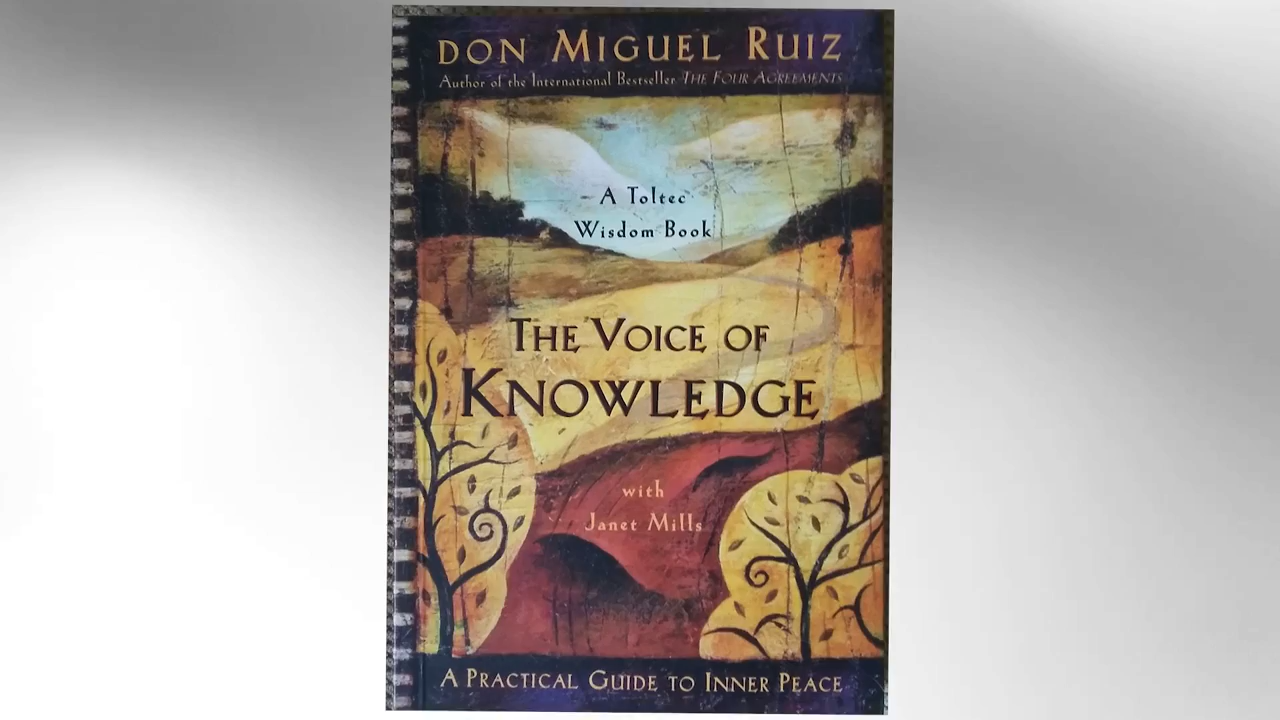 DON MIGUEL RUIZ
Author of the International Bestseller THE FOUR AGREEMENTS
A Toltec
Wisdom Book
THE VOICE OF
KNOWLEDGE
with
Janet Mills
A PRACTICAL GUIDE TO INNER PEACE